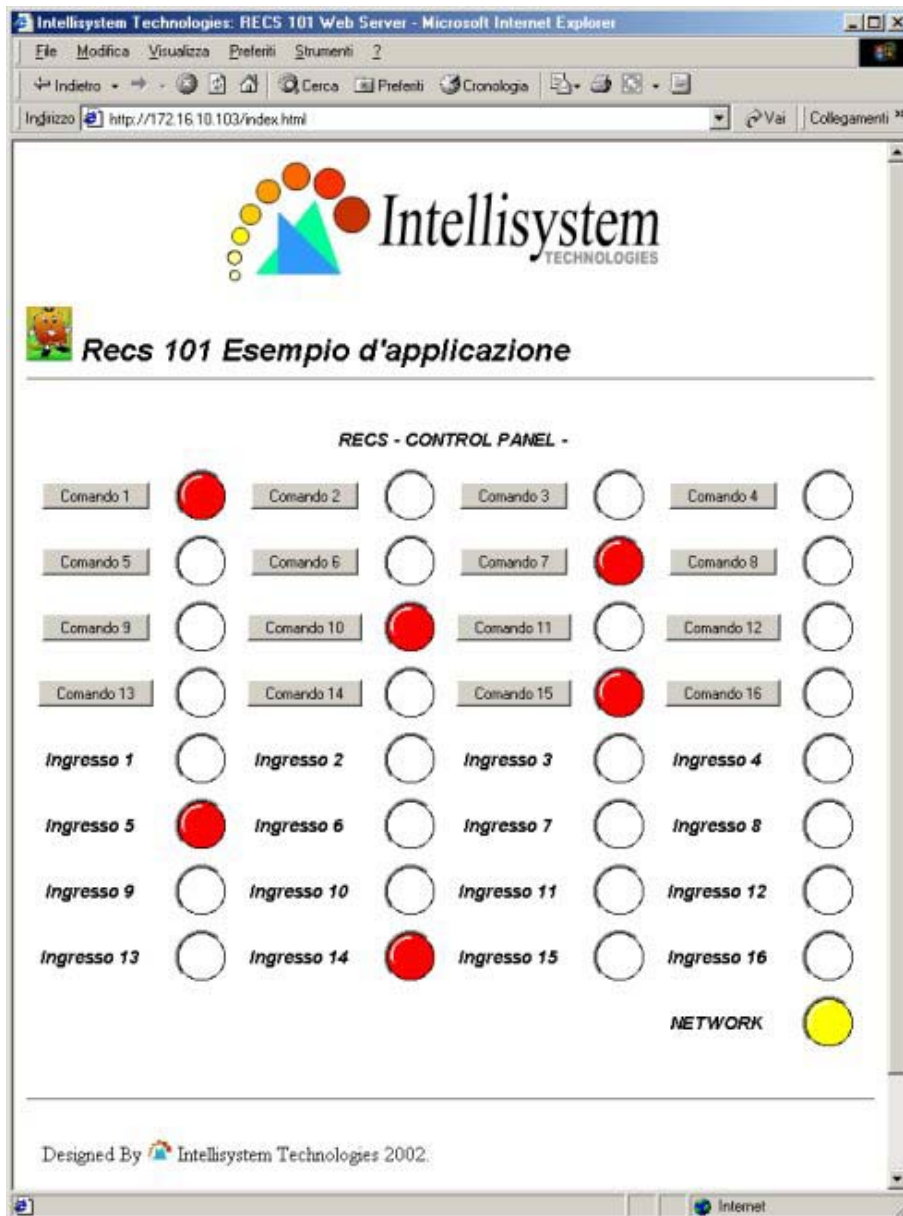 Intellisystem Technologies: RECS 101 Web Server - Microsoft Internet Explorer
File Modifica Visualizza Preferiti Strumenti ?
Indietro Cerca Preferiti Cronologia
Indirizzo http://172.16.10.103/index.html Vai Collegamenti »
Intellisystem
TECHNOLOGIES
Recs 101 Esempio d'applicazione
RECS - CONTROL PANEL -
Comando 1 Comando 2 Comando 3 Comando 4
Comando 5 Comando 6 Comando 7 Comando 8
Comando 9 Comando 10 Comando 11 Comando 12
Comando 13 Comando 14 Comando 15 Comando 16
Ingresso 1 Ingresso 2 Ingresso 3 Ingresso 4
Ingresso 5 Ingresso 6 Ingresso 7 Ingresso 8
Ingresso 9 Ingresso 10 Ingresso 11 Ingresso 12
Ingresso 13 Ingresso 14 Ingresso 15 Ingresso 16
NETWORK
Designed By Intellisystem Technologies 2002.
Internet